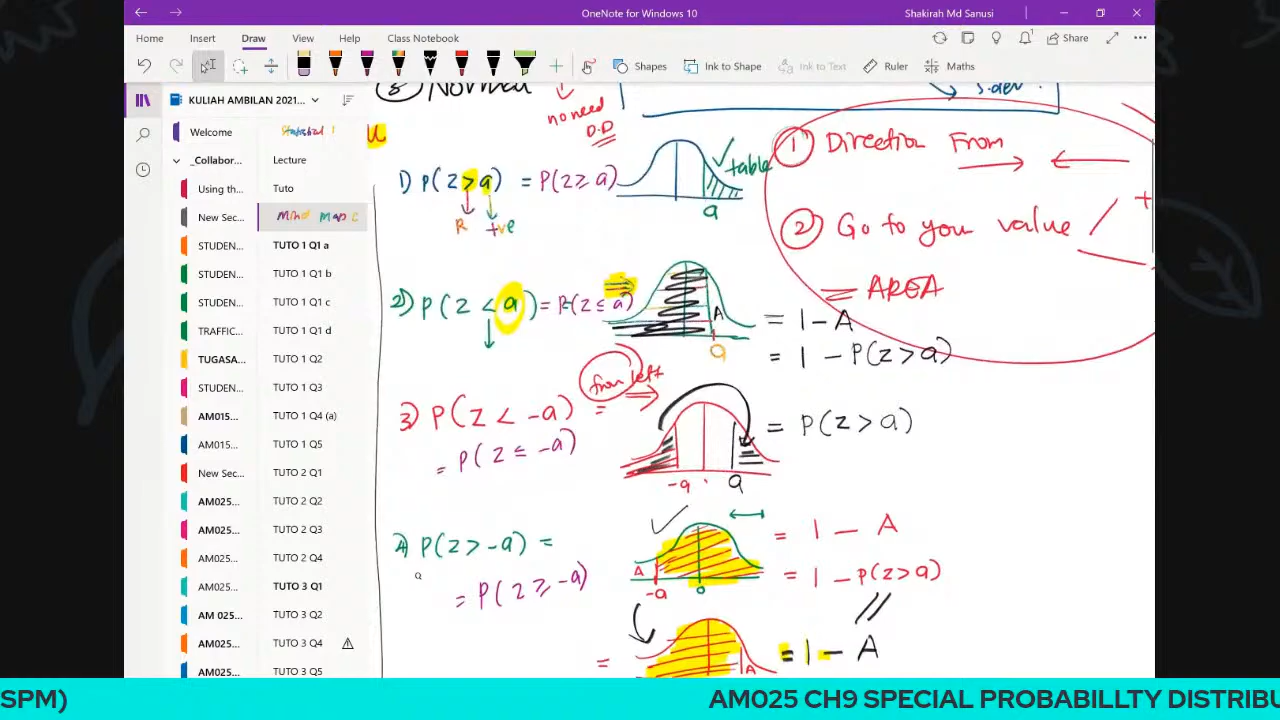 OneNote for Windows 10
Shakirah Md Sanusi
Home Insert Draw View Help Class Notebook
Share
Shapes Ink to Shape Ink to Text Ruler Maths
KULIAH AMBILAN 2021...
Welcome
_Collabor...
Using th...
New Sec...
STUDEN...
STUDEN...
STUDEN...
TRAFFIC...
TUGASA...
STUDEN...
AM015...
AM015...
New Sec...
AM025...
AM025...
AM025...
AM025...
AM 025...
AM025...
AM025...
Lecture
Tuto
Mind Map C
TUTO 1 Q1 a
TUTO 1 Q1 b
TUTO 1 Q1 c
TUTO 1 Q1 d
TUTO 1 Q2
TUTO 1 Q3
TUTO 1 Q4 (a)
TUTO 1 Q5
TUTO 2 Q1
TUTO 2 Q2
TUTO 2 Q3
TUTO 2 Q4
TUTO 3 Q1
TUTO 3 Q2
TUTO 3 Q4
TUTO 3 Q5
③ Normal
no need
D.D
s.dev
1) P(Z > a) = P(Z ≥ a)
R +ve
table
a
① Direction From
② Go to you value
= AREA
+
2) P(Z < a) = P(Z ≤ a)
A
a
= 1 - A
= 1 - P(Z > a)
from left
3) P(Z < -a) =
= P(Z ≤ -a)
-a a
= P(Z > a)
4) P(Z > -a) =
= P(Z ≥ -a)
A
-a 0
= 1 - A
= 1 - P(Z > a)
=
A
= 1 - A
SPM)
AM025 CH9 SPECIAL PROBABILLTY DISTRIBU